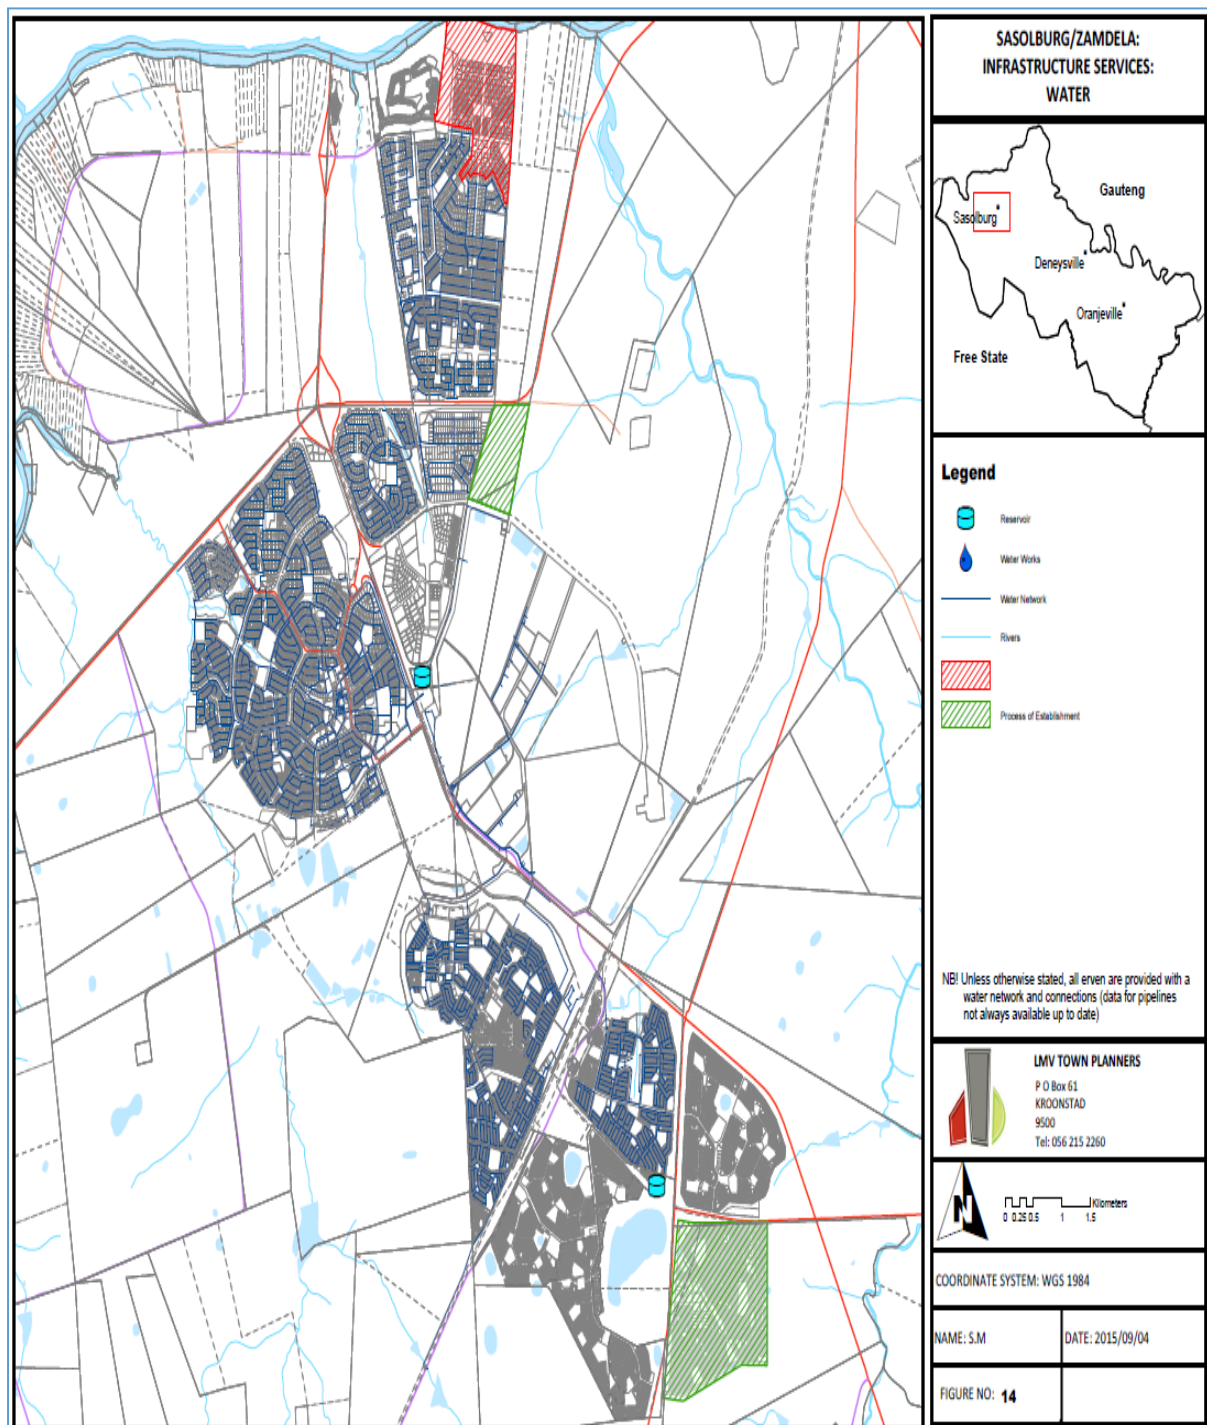 SASOLBURG/ZAMDELA:
INFRASTRUCTURE SERVICES:
WATER
Gauteng
Sasolburg
Deneysville
Oranjeville
Free State
Legend
Reservoir
Water Works
Water Network
Rivers
Process of Establishment
NB! Unless otherwise stated, all erven are provided with a
water network and connections (data for pipelines
not always available up to date)
LMV TOWN PLANNERS
P O Box 61
KROONSTAD
9500
Tel: 056 215 2260
N
Kilometers
0 0.25 0.5 1 1.5
COORDINATE SYSTEM: WGS 1984
NAME: S.M
DATE: 2015/09/04
FIGURE NO: 14